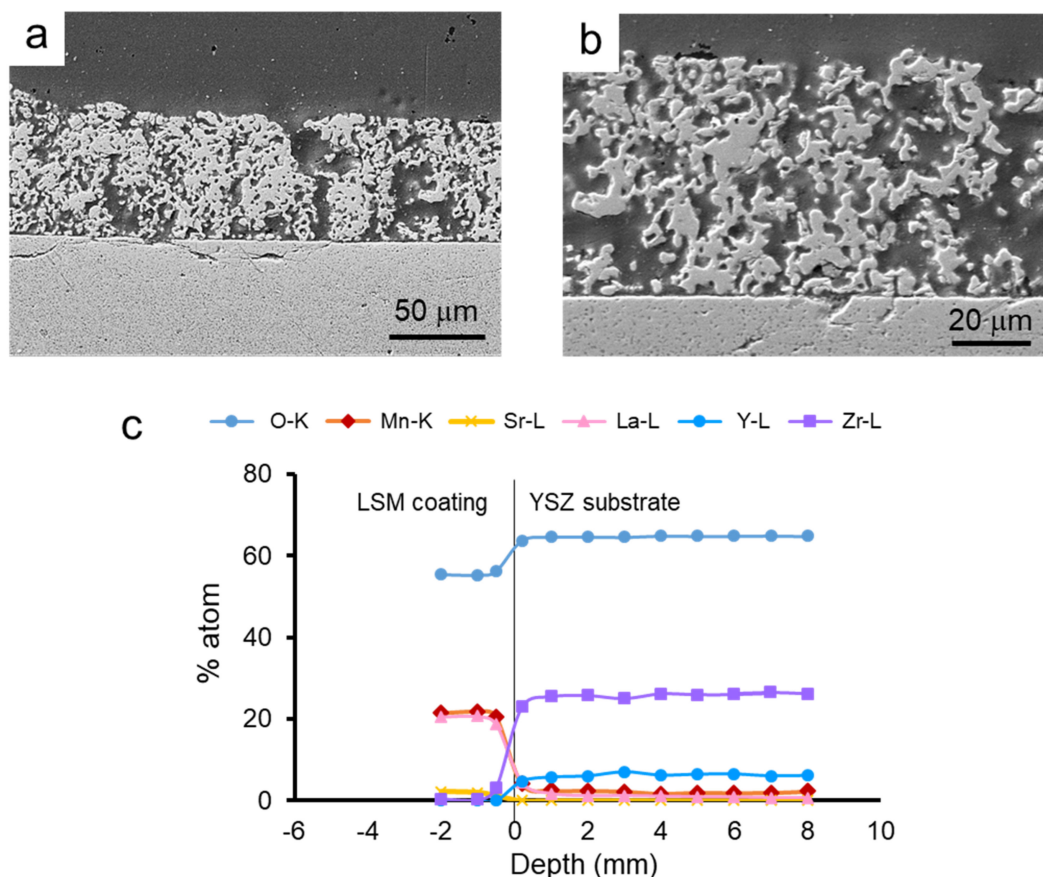 a
b
50 μm
20 μm
c
O-K Mn-K Sr-L La-L Y-L Zr-L
80
LSM coating YSZ substrate
60
% atom
40
20
0
-6 -4 -2 0 2 4 6 8 10
Depth (mm)